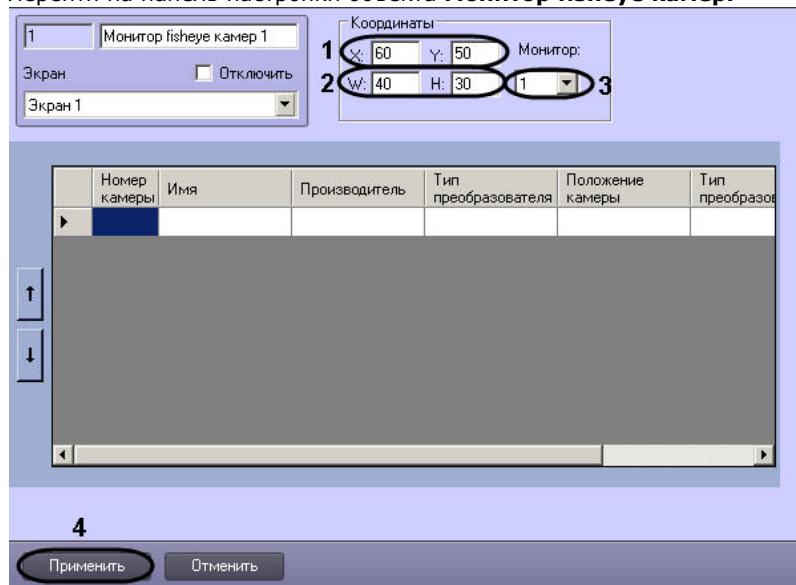 Перейти на панель настройки объекта Монитор fisheye камер.
1 Монитор fisheye камер 1
Экран Отключить
Экран 1
Координаты
1 X: 60 Y: 50 Монитор:
2 W: 40 H: 30 1 3
Номер камеры Имя Производитель Тип преобразователя Положение камеры Тип преобразов
↑
↓
4
Применить Отменить